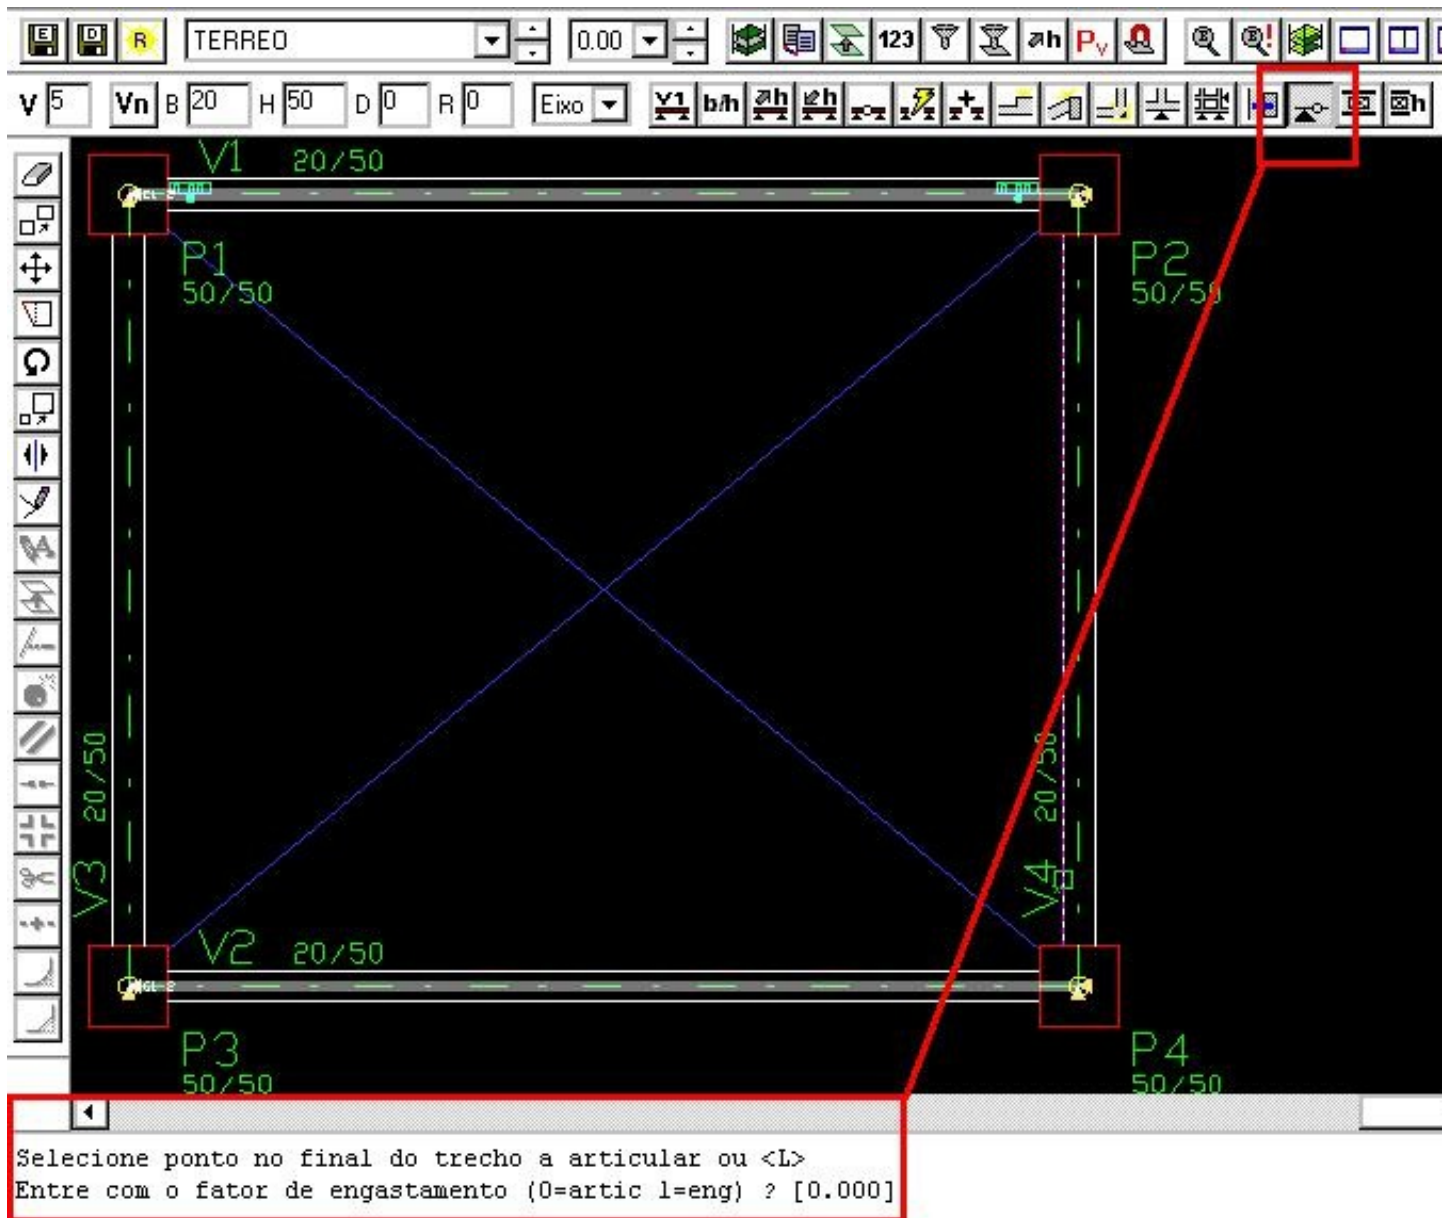 E D R TERREO 0.00 123 h Pv
V 5 Vn B 20 H 50 D 0 R 0 Eixo V1 b/h h h h
V1 20/50
P1
50/50
P2
50/50
V3 20/50
V4 20/50
V2 20/50
P3
50/50
P4
50/50
Selecione ponto no final do trecho a articular ou <L>
Entre com o fator de engastamento (0=artic 1=eng) ? [0.000]